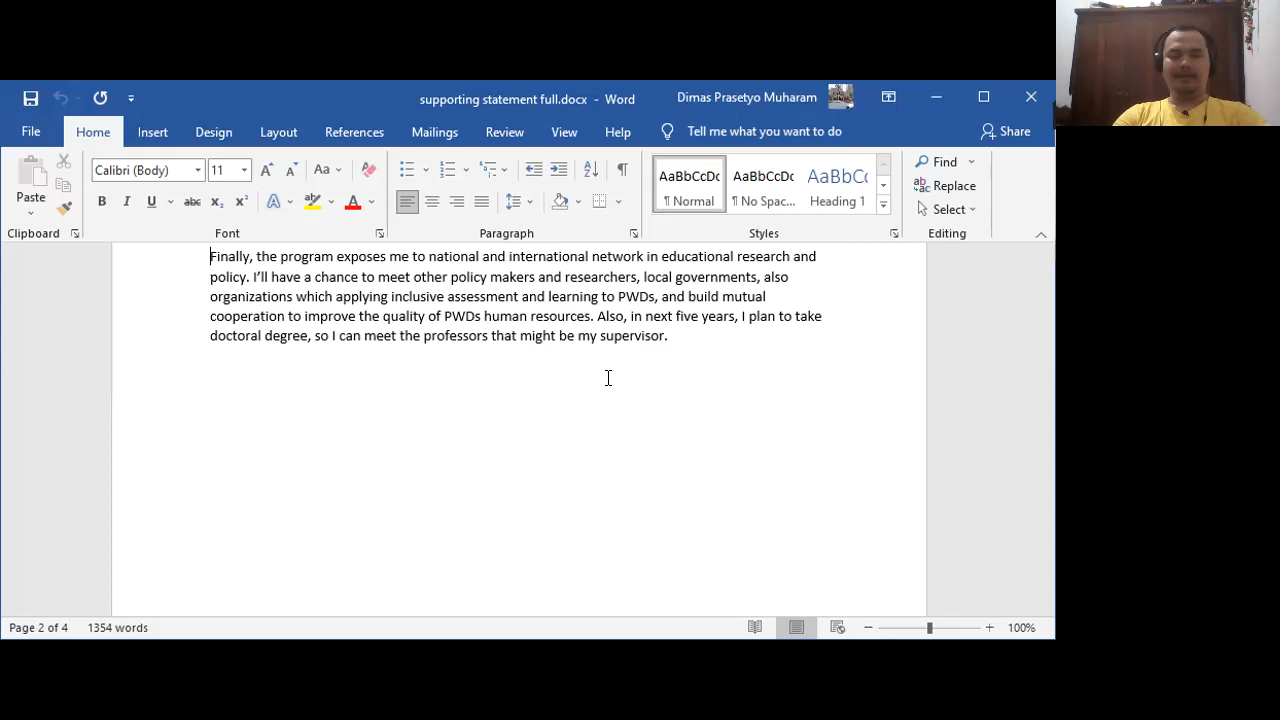 supporting statement full.docx - Word
Dimas Prasetyo Muharam
File Home Insert Design Layout References Mailings Review View Help Tell me what you want to do Share
Paste
Calibri (Body) 11
Aa
AaBbCcDc AaBbCcDc AaBbCc
¶ Normal ¶ No Spac... Heading 1
Find
Replace
Select
B I U abc x₂ x² A ab A
Clipboard Font Paragraph Styles Editing
Finally, the program exposes me to national and international network in educational research and
policy. I’ll have a chance to meet other policy makers and researchers, local governments, also
organizations which applying inclusive assessment and learning to PWDs, and build mutual
cooperation to improve the quality of PWDs human resources. Also, in next five years, I plan to take
doctoral degree, so I can meet the professors that might be my supervisor.
Page 2 of 4 1354 words 100%